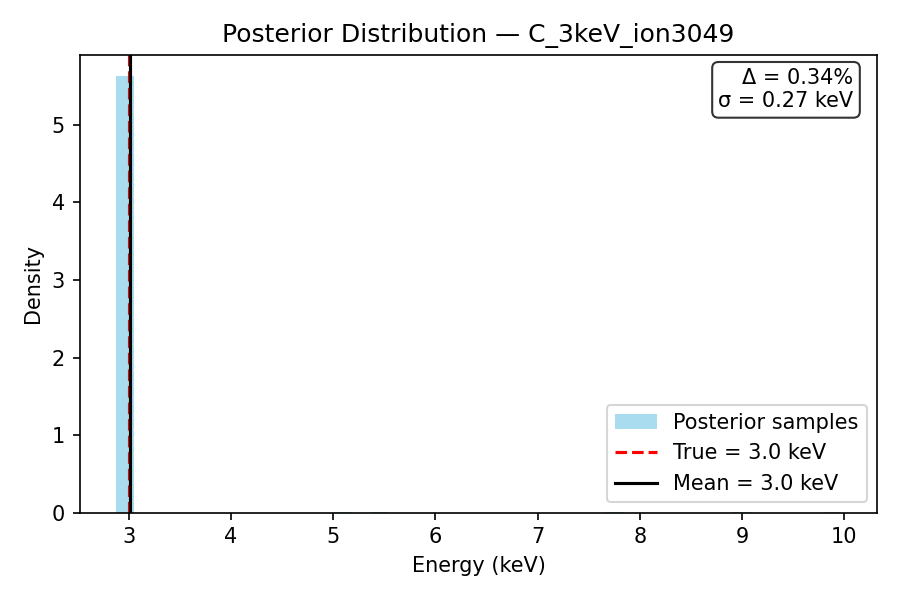 Posterior Distribution — C_3keV_ion3049
Δ = 0.34%
σ = 0.27 keV
Density
5
4
3
2
1
0
Posterior samples
True = 3.0 keV
Mean = 3.0 keV
3 4 5 6 7 8 9 10
Energy (keV)